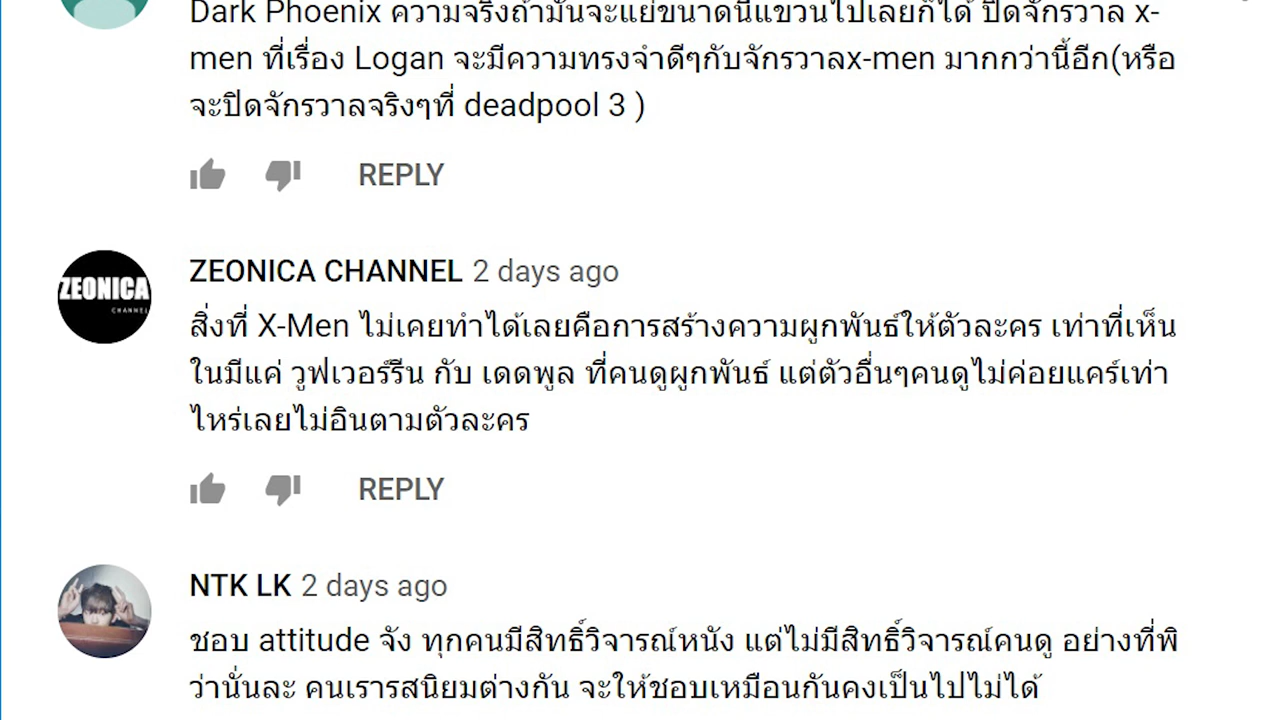 Dark Phoenix ความจริงถ้ามันจะแย่ขนาดนี้แขวนไปเลยก็ได้ ปิดจักรวาล x-
men ที่เรื่อง Logan จะมีความทรงจำดีๆกับจักรวาลx-men มากกว่านี้อีก(หรือ
จะปิดจักรวาลจริงๆที่ deadpool 3 )
REPLY
ZEONICA CHANNEL 2 days ago
ZEONICA
CHANNEL
สิ่งที่ X-Men ไม่เคยทำได้เลยคือการสร้างความผูกพันธ์ให้ตัวละคร เท่าที่เห็น
ในมีแค่ วูฟเวอร์รีน กับ เดดพูล ที่คนดูผูกพันธ์ แต่ตัวอื่นๆคนดูไม่ค่อยแคร์เท่า
ไหร่เลยไม่อินตามตัวละคร
REPLY
NTK LK 2 days ago
ชอบ attitude จัง ทุกคนมีสิทธิ์วิจารณ์หนัง แต่ไม่มีสิทธิ์วิจารณ์คนดู อย่างที่พิ
ว่านั่นละ คนเรารสนิยมต่างกัน จะให้ชอบเหมือนกันคงเป็นไปไม่ได้